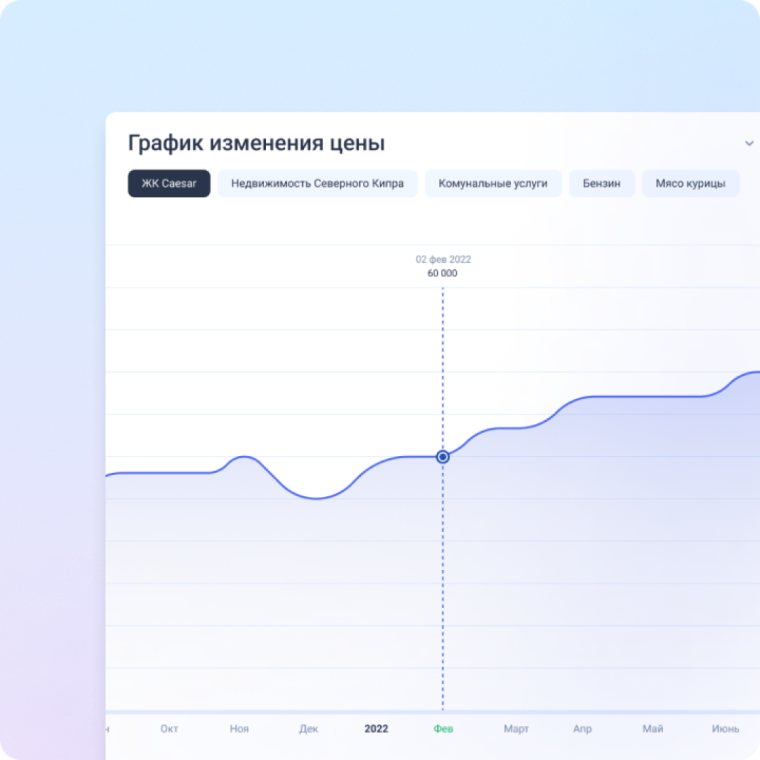 График изменения цены
ЖК Caesar Недвижимость Северного Кипра Комунальные услуги Бензин Мясо курицы
02 фев 2022
60 000
н Окт Ноя Дек 2022 Фев Март Апр Май Июнь